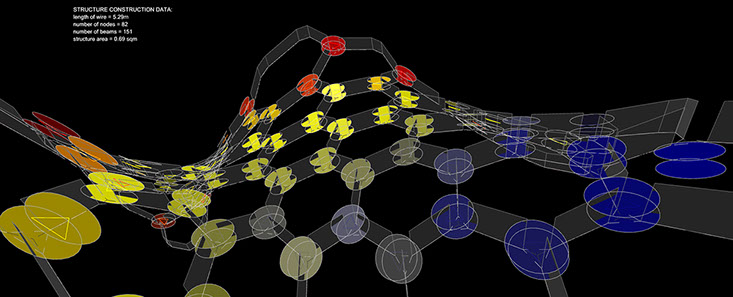 STRUCTURE CONSTRUCTION DATA:
length of wire = 5.29m
number of nodes = 82
number of beams = 151
structure area = 0.69 sqm